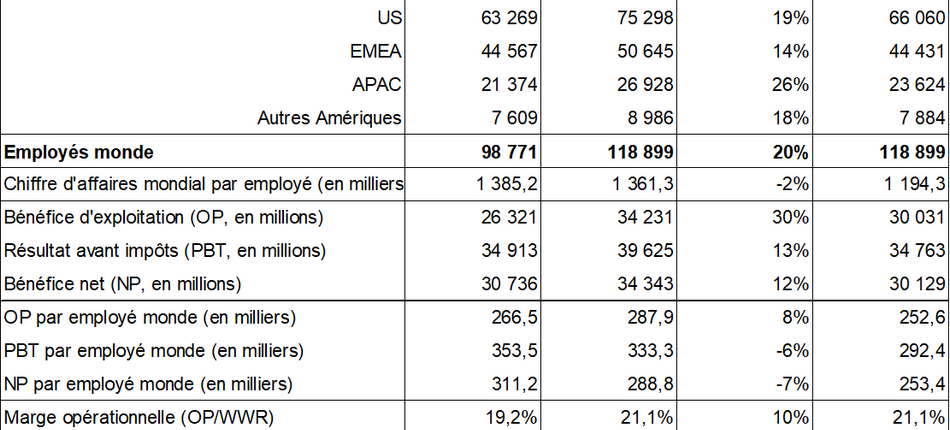 US 63 269 75 298 19% 66 060
EMEA 44 567 50 645 14% 44 431
APAC 21 374 26 928 26% 23 624
Autres Amériques 7 609 8 986 18% 7 884
Employés monde 98 771 118 899 20% 118 899
Chiffre d'affaires mondial par employé (en milliers 1 385,2 1 361,3 -2% 1 194,3
Bénéfice d'exploitation (OP, en millions) 26 321 34 231 30% 30 031
Résultat avant impôts (PBT, en millions) 34 913 39 625 13% 34 763
Bénéfice net (NP, en millions) 30 736 34 343 12% 30 129
OP par employé monde (en milliers) 266,5 287,9 8% 252,6
PBT par employé monde (en milliers) 353,5 333,3 -6% 292,4
NP par employé monde (en milliers) 311,2 288,8 -7% 253,4
Marge opérationnelle (OP/WWR) 19,2% 21,1% 10% 21,1%